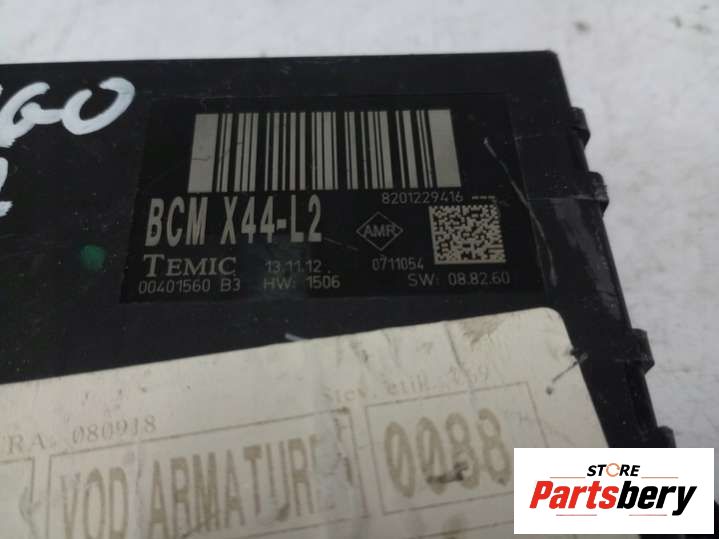 8201229416 ---
BCM X44-L2
AMR
TEMIC 13.11.12 0711054
00401560 B3 HW: 1506 SW: 08.82.60
080918
VOD ARMATURE
0088
STORE
Partsbery